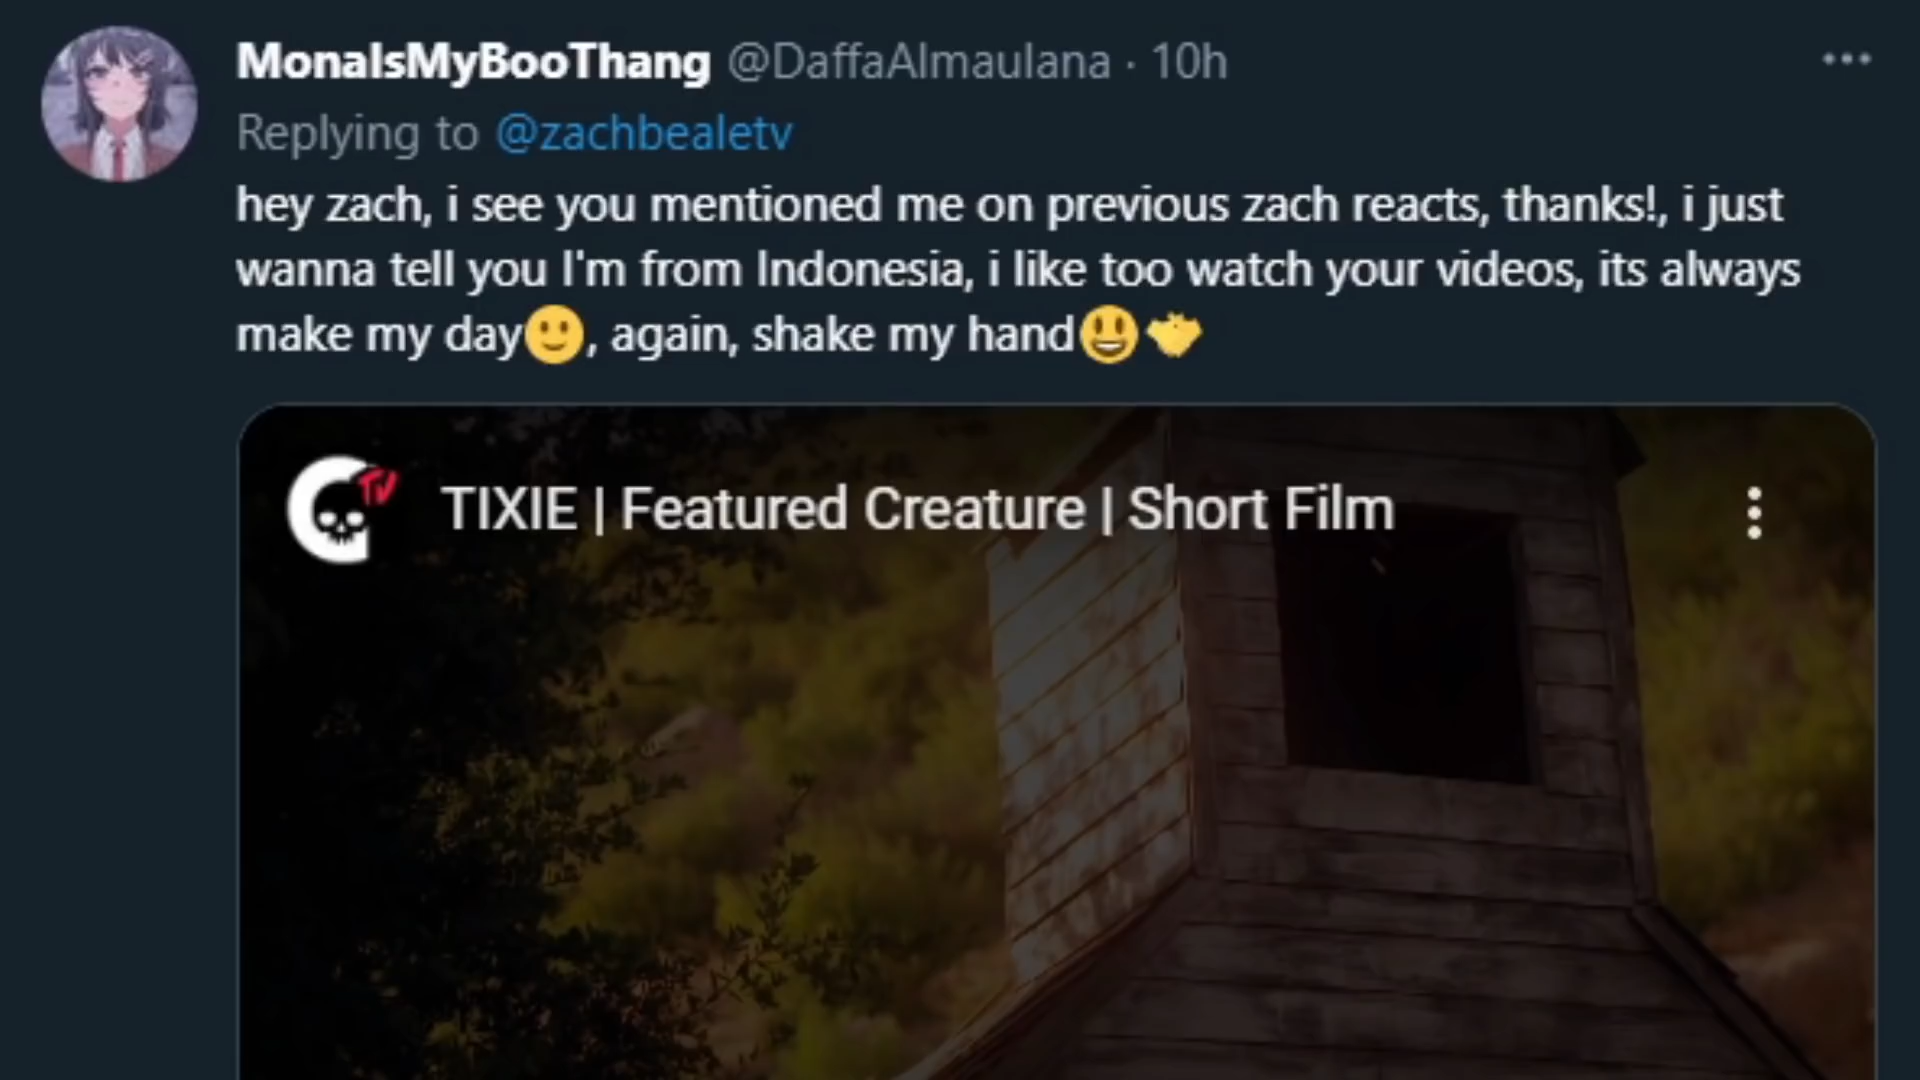 MonaIsMyBooThang @DaffaAlmaulana · 10h
Replying to @zachbealetv
hey zach, i see you mentioned me on previous zach reacts, thanks!, i just
wanna tell you I'm from Indonesia, i like too watch your videos, its always
make my day🙂, again, shake my hand😃🤝
TV
TIXIE | Featured Creature | Short Film